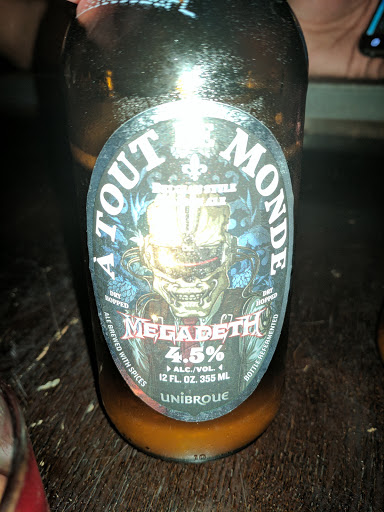 À TOUT
MONDE
DRY
HOPPED
DRY
HOPPED
MEGADETH
4.5%
ALC./VOL.
12 FL. OZ. 355 ML
UNIBROUE
ALE BREWED WITH SPICES
BOTTLE REFERMENTED